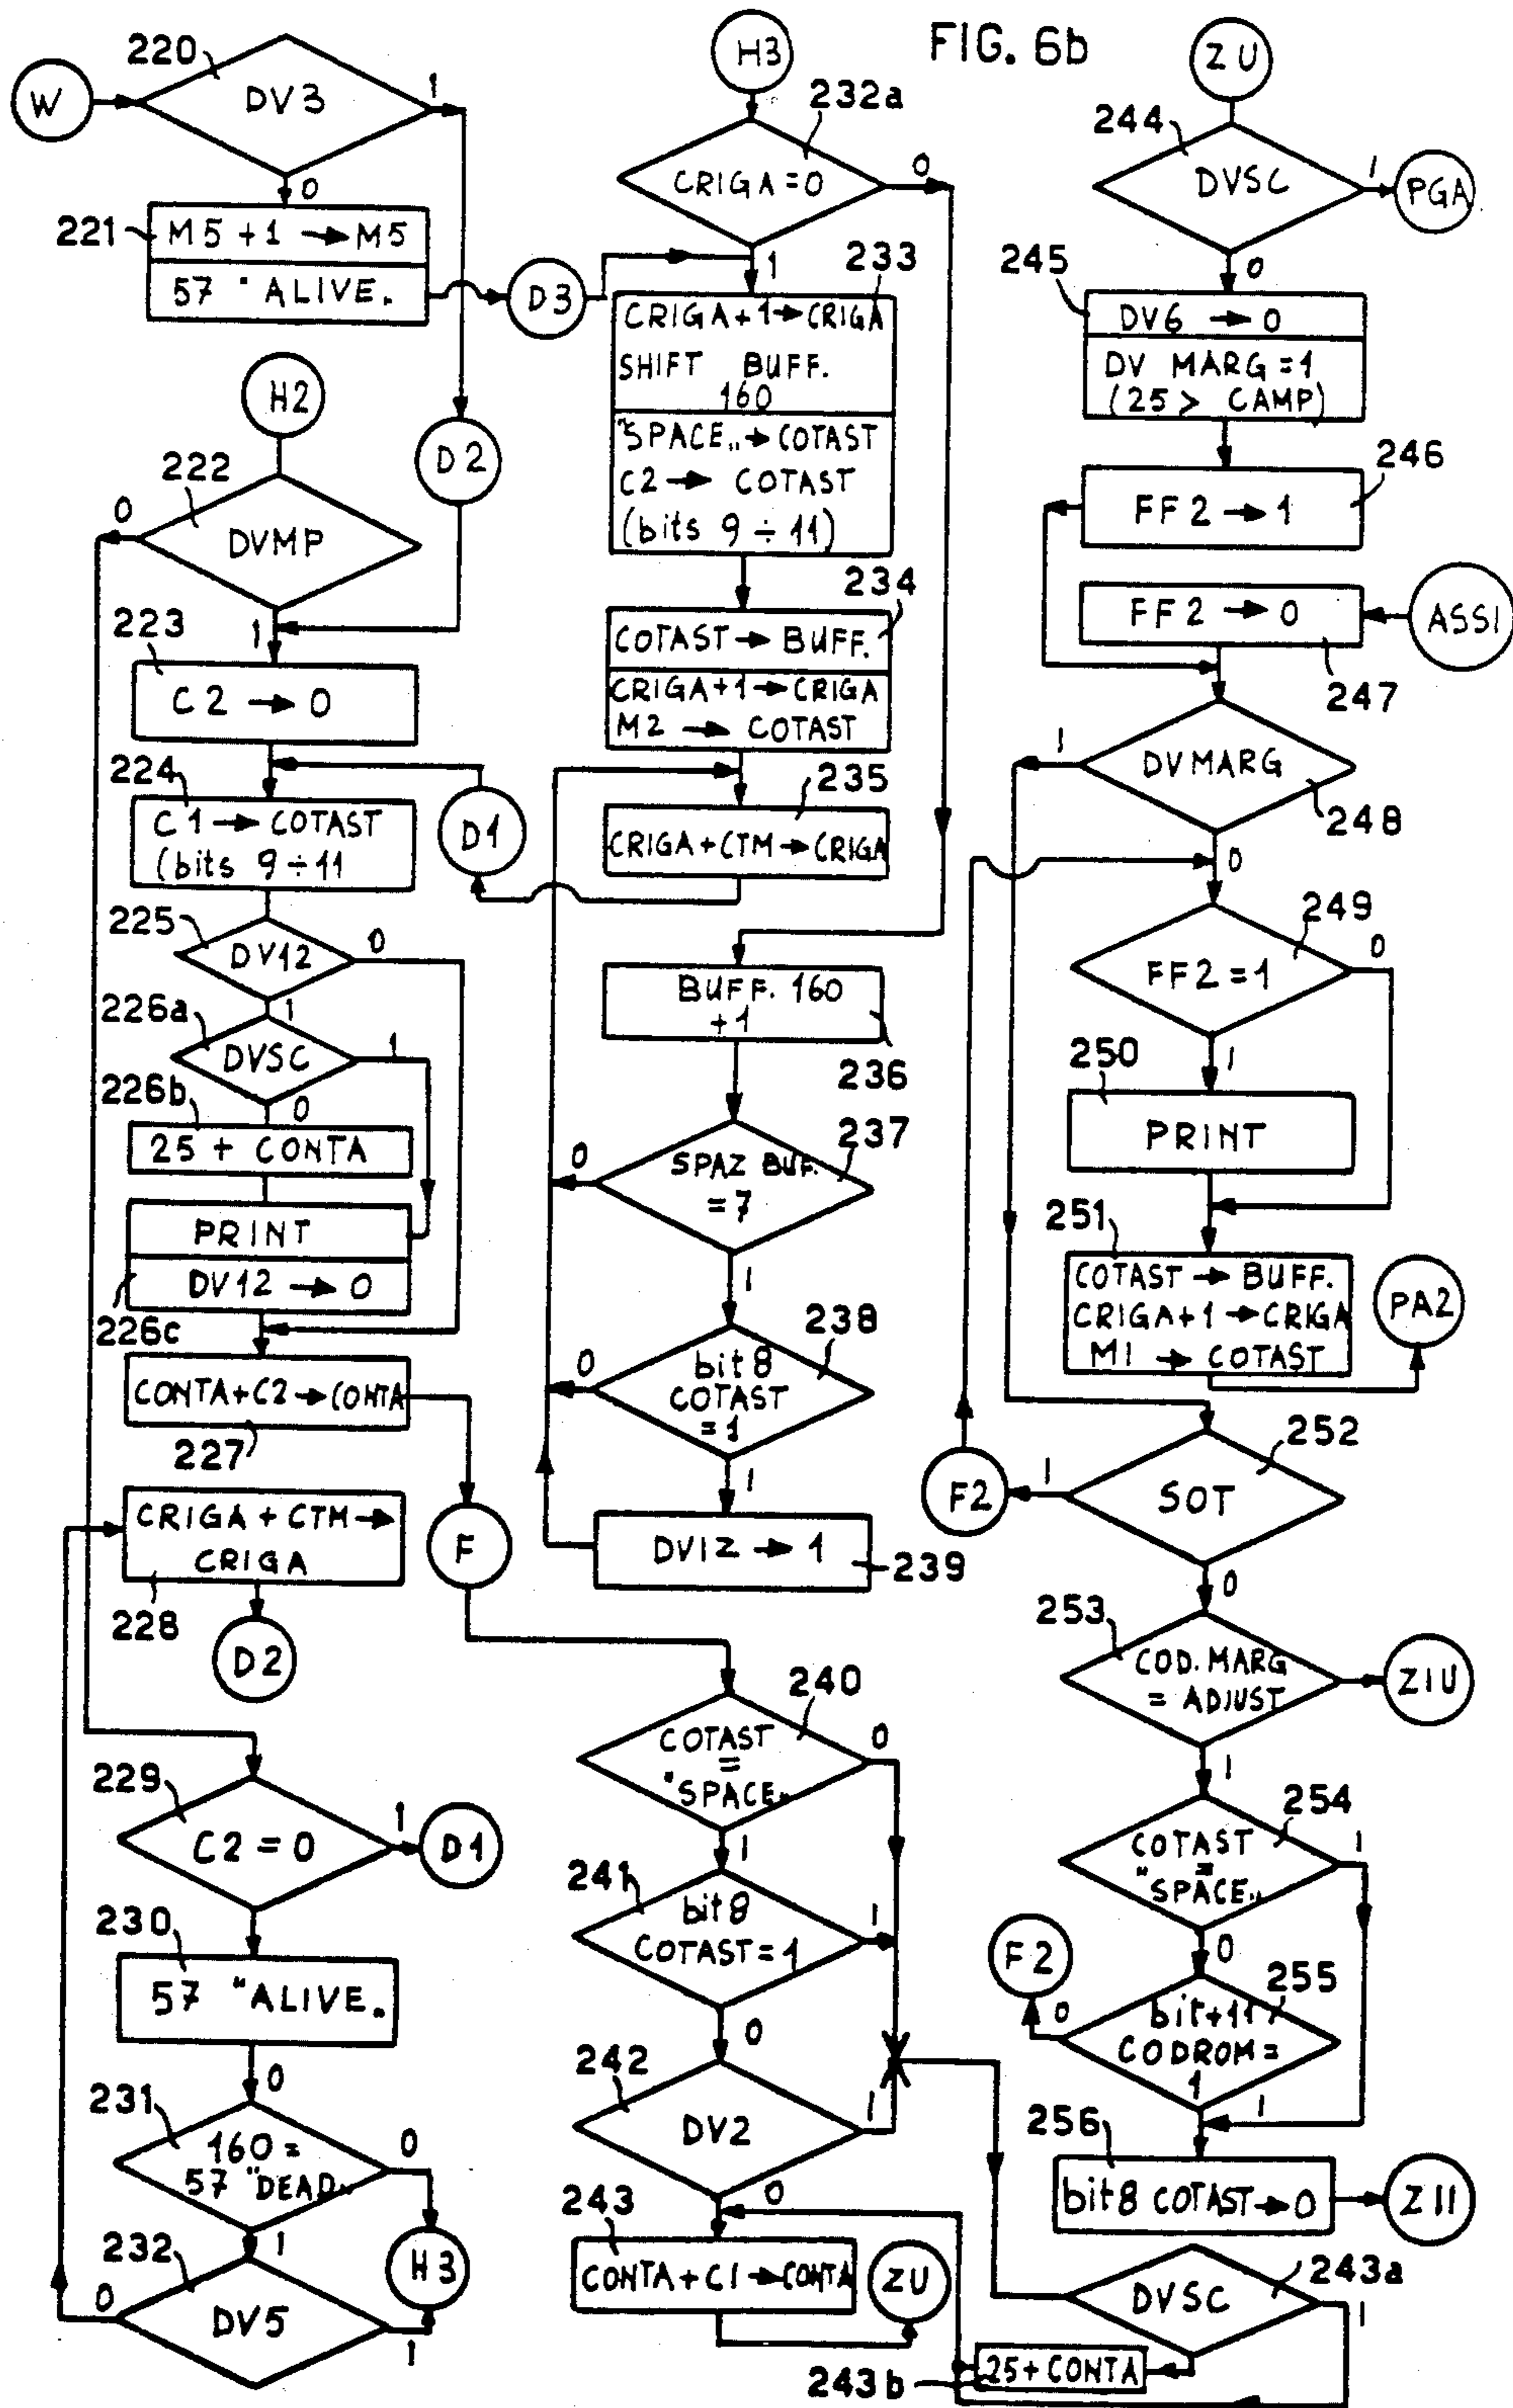 FIG. 6b
W
220
DV3
1
0
221
M5 + 1 → M5
57 "ALIVE„
D3
D2
H2
222
0
DVMP
1
223
C2 → 0
224
C1 → COTAST
(bits 9 ÷ 11
D1
225
DV12
0
1
226a
DVSC
1
0
226b
25 + CONTA
PRINT
DV12 → 0
226c
CONTA+C2 → CONTA
227
F
CRIGA + CTM →
CRIGA
228
D2
229
C2 = 0
1
D1
230
57 "ALIVE„
0
231
160 =
57 "DEAD„
0
1
232
0
DV5
1
H3
H3
232a
CRIGA = 0
0
1
233
CRIGA+1 → CRIGA
SHIFT BUFF.
160
"SPACE„ → COTAST
C2 → COTAST
(bits 9 ÷ 11)
234
COTAST → BUFF.
CRIGA+1 → CRIGA
M2 → COTAST
235
CRIGA+CTM → CRIGA
BUFF. 160
+1
236
237
SPAZ BUF.
= 7
0
1
238
bit 8
COTAST
= 1
0
1
DV12 → 1
239
240
COTAST
=
"SPACE„
0
1
241
bit 8
COTAST = 1
1
0
242
DV2
1
0
243
CONTA+C1 → CONTA
ZU
ZU
244
DVSC
1
PGA
0
245
DV6 → 0
DV MARG = 1
(25 > CAMP)
246
FF2 → 1
FF2 → 0
ASS1
247
1
DVMARG
248
0
249
FF2 = 1
0
1
250
PRINT
251
COTAST → BUFF.
CRIGA+1 → CRIGA
M1 → COTAST
PA2
252
SOT
1
F2
0
253
COD. MARG
= ADJUST
Z1U
1
254
COTAST
=
"SPACE„
1
0
F2
255
bit+11
CODROM =
1
0
1
256
bit 8 COTAST → 0
Z11
243a
DVSC
1
25 + CONTA
243b